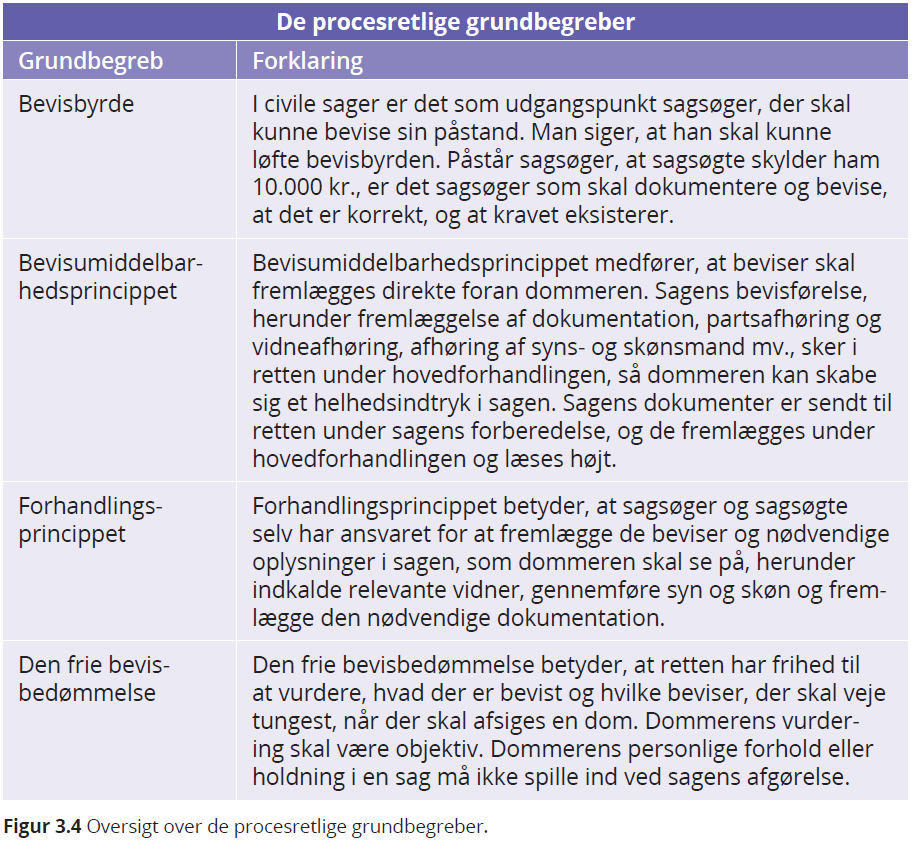 De procesretlige grundbegreber
Grundbegreb
Forklaring
Bevisbyrde
I civile sager er det som udgangspunkt sagsøger, der skal
kunne bevise sin påstand. Man siger, at han skal kunne
løfte bevisbyrden. Påstår sagsøger, at sagsøgte skylder ham
10.000 kr., er det sagsøger som skal dokumentere og bevise,
at det er korrekt, og at kravet eksisterer.
Bevisumiddelbar-
hedsprincippet
Bevisumiddelbarhedsprincippet medfører, at beviser skal
fremlægges direkte foran dommeren. Sagens bevisførelse,
herunder fremlæggelse af dokumentation, partsafhøring og
vidneafhøring, afhøring af syns- og skønsmand mv., sker i
retten under hovedforhandlingen, så dommeren kan skabe
sig et helhedsindtryk i sagen. Sagens dokumenter er sendt til
retten under sagens forberedelse, og de fremlægges under
hovedforhandlingen og læses højt.
Forhandlings-
princippet
Forhandlingsprincippet betyder, at sagsøger og sagsøgte
selv har ansvaret for at fremlægge de beviser og nødvendige
oplysninger i sagen, som dommeren skal se på, herunder
indkalde relevante vidner, gennemføre syn og skøn og frem-
lægge den nødvendige dokumentation.
Den frie bevis-
bedømmelse
Den frie bevisbedømmelse betyder, at retten har frihed til
at vurdere, hvad der er bevist og hvilke beviser, der skal veje
tungest, når der skal afsiges en dom. Dommerens vurder-
ing skal være objektiv. Dommerens personlige forhold eller
holdning i en sag må ikke spille ind ved sagens afgørelse.
Figur 3.4 Oversigt over de procesretlige grundbegreber.